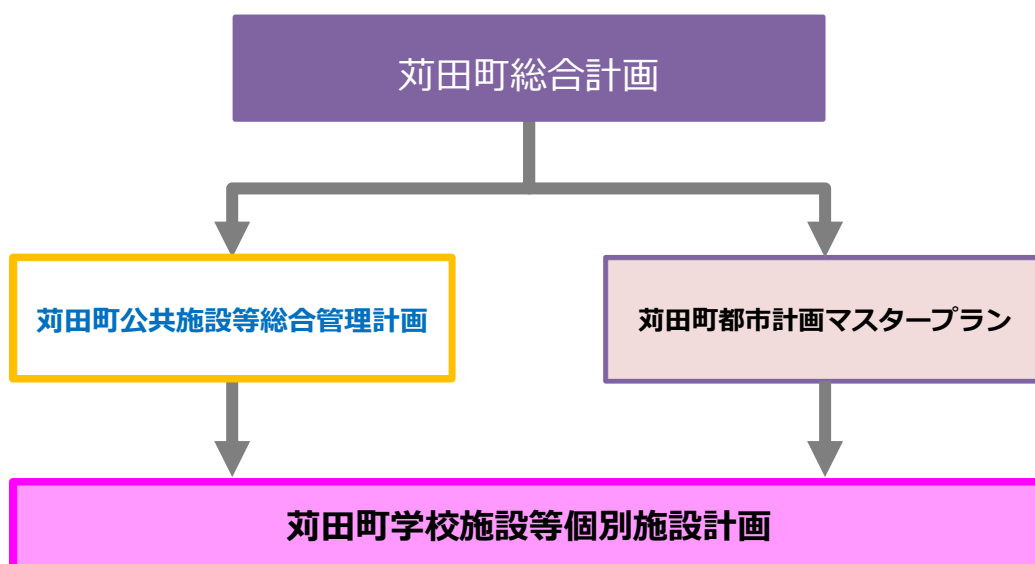 苅田町総合計画
苅田町公共施設等総合管理計画
苅田町都市計画マスタープラン
苅田町学校施設等個別施設計画